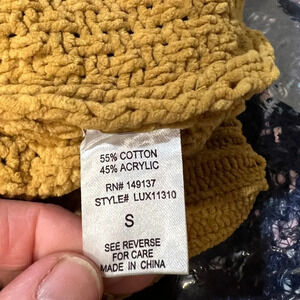 55% COTTON
45% ACRYLIC
RN# 149137
STYLE# LUX11310
S
SEE REVERSE
FOR CARE
MADE IN CHINA